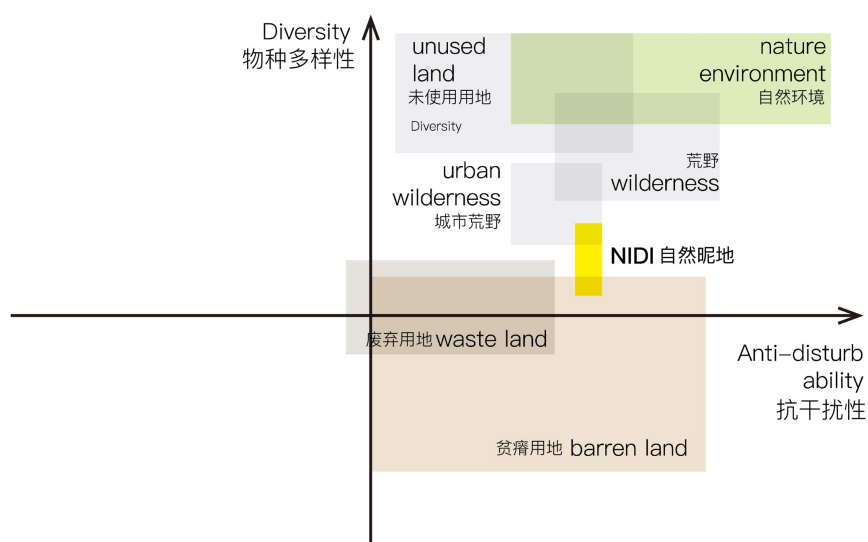 Diversity
物种多样性
unused
land
未使用用地
Diversity
nature
environment
自然环境
荒野
wilderness
urban
wilderness
城市荒野
NIDI 自然昵地
废弃用地 waste land
Anti–disturb
ability
抗干扰性
贫瘠用地 barren land